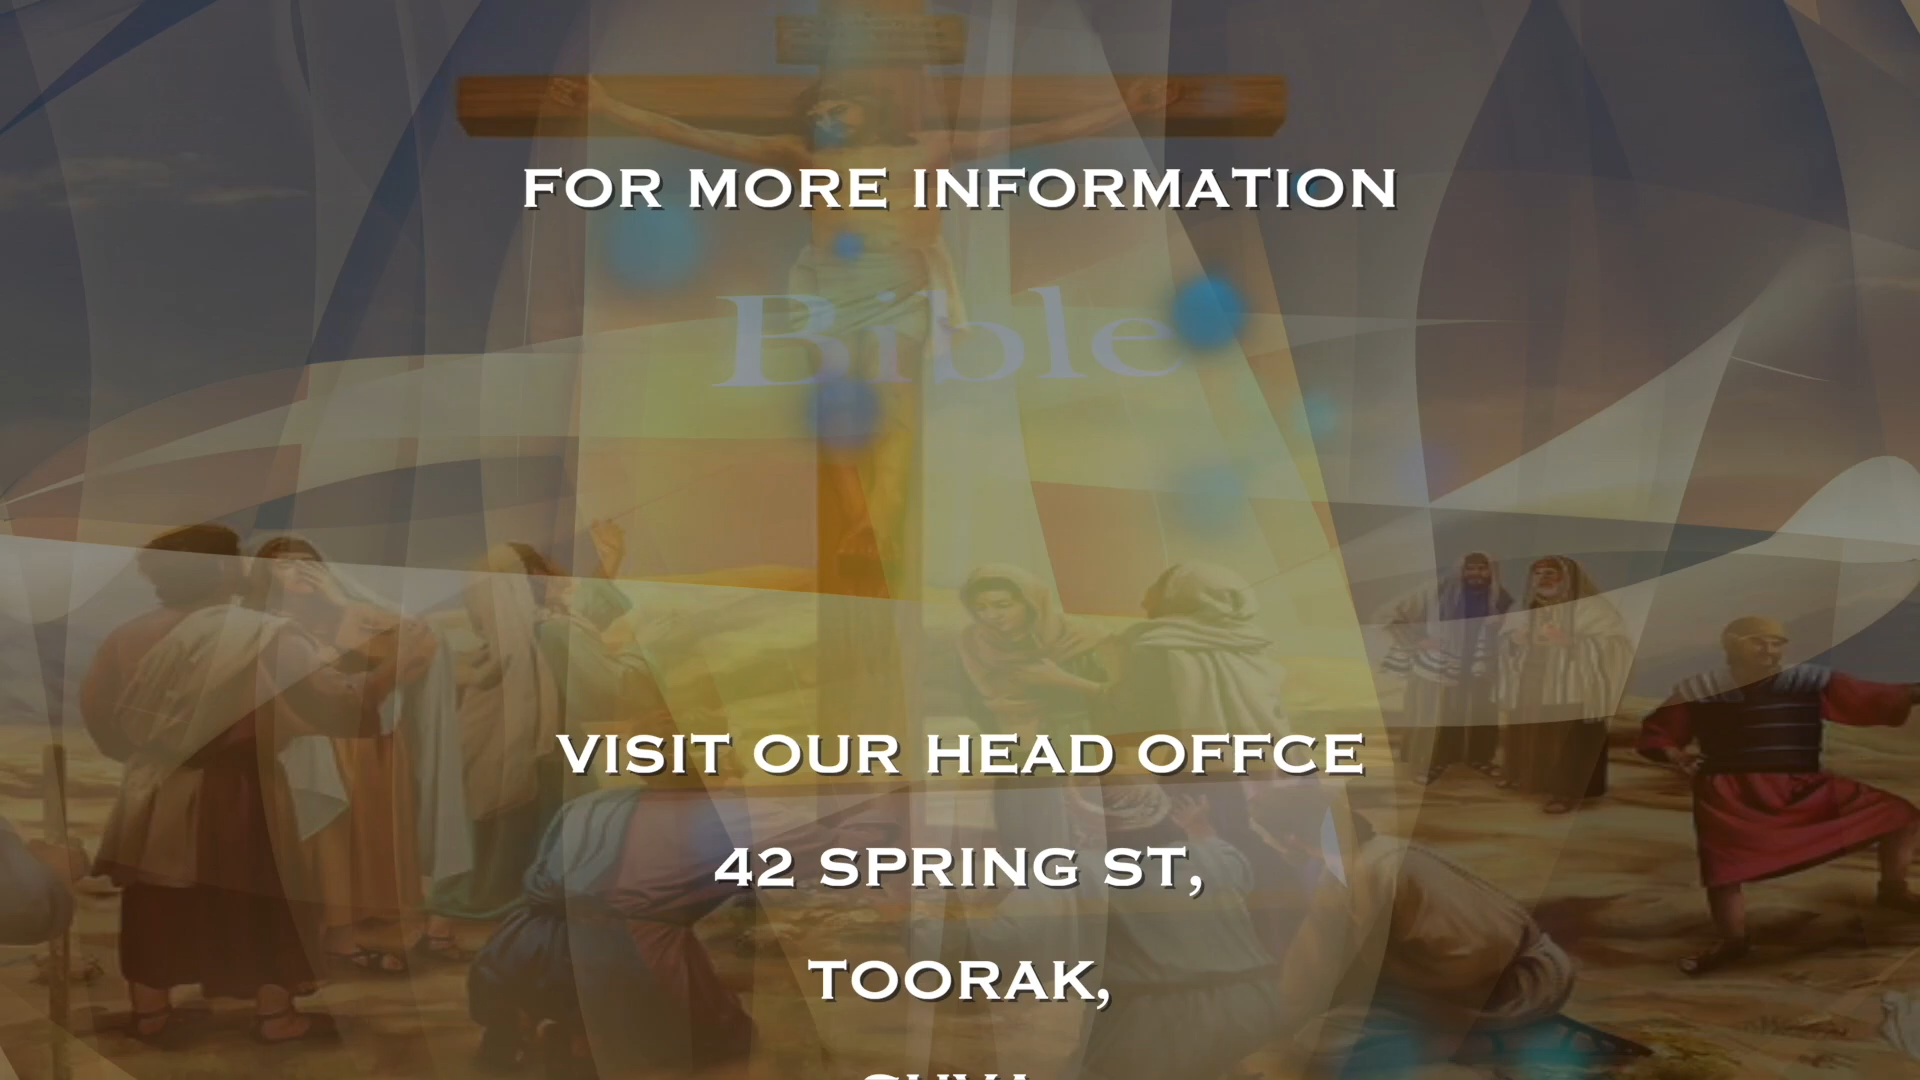 FOR MORE INFORMATION
Bible
VISIT OUR HEAD OFFCE
42 SPRING ST,
TOORAK,